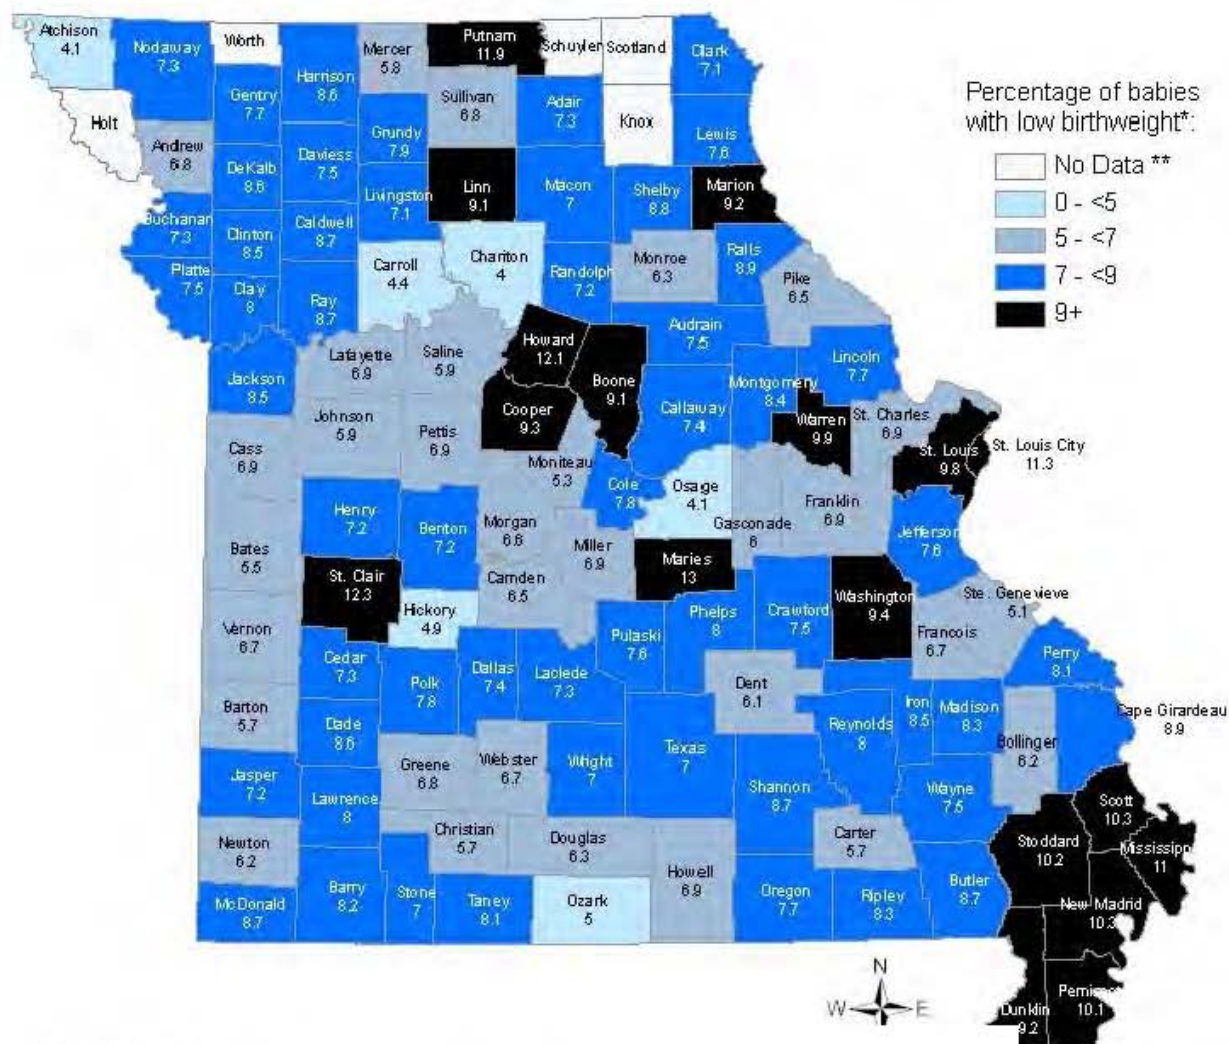 Atchison
4.1
Nodaway
7.3
Worth
Harrison
8.6
Mercer
5.8
Putnam
11.9
Schuyler
Scotland
Clark
7.1
Percentage of babies
with low birthweight*:
No Data **
0 - <5
5 - <7
7 - <9
9+
Holt
Gentry
7.7
Sullivan
6.8
Adair
7.3
Knox
Lewis
7.6
Andrew
6.8
DeKalb
8.6
Daviess
7.5
Grundy
7.9
Livingston
7.1
Linn
9.1
Macon
7
Shelby
8.8
Marion
9.2
Buchanan
7.3
Clinton
8.5
Caldwell
8.7
Carroll
4.4
Chariton
4
Randolph
7.2
Monroe
6.3
Ralls
8.9
Pike
6.5
Platte
7.5
Clay
8
Ray
8.7
Jackson
8.5
Lafayette
6.9
Saline
5.9
Howard
12.1
Boone
9.1
Audrain
7.5
Montgomery
8.4
Lincoln
7.7
Johnson
5.9
Pettis
6.9
Cooper
9.3
Callaway
7.4
Warren
9.9
St. Charles
6.9
St. Louis
9.8
St. Louis City
11.3
Cass
6.9
Moniteau
5.3
Cole
7.8
Osage
4.1
Gasconade
6
Franklin
6.9
Jefferson
7.6
Henry
7.2
Benton
7.2
Morgan
6.6
Miller
6.9
Maries
13
Bates
5.5
St. Clair
12.3
Hickory
4.9
Camden
6.5
Pulaski
7.6
Phelps
8
Crawford
7.5
Washington
9.4
Ste. Genevieve
5.1
Francois
6.7
Perry
8.1
Vernon
6.7
Cedar
7.3
Polk
7.8
Dallas
7.4
Laclede
7.3
Dent
6.1
Iron
8.5
Madison
8.3
Cape Girardeau
8.9
Barton
5.7
Dade
8.6
Reynolds
8
Bollinger
6.2
Jasper
7.2
Lawrence
8
Greene
6.8
Webster
6.7
Wright
7
Texas
7
Shannon
8.7
Wayne
7.5
Scott
10.3
Newton
6.2
Christian
5.7
Douglas
6.3
Howell
6.9
Carter
5.7
Stoddard
10.2
Mississippi
11
McDonald
8.7
Barry
8.2
Stone
7
Taney
8.1
Ozark
5
Oregon
7.7
Ripley
8.3
Butler
8.7
New Madrid
10.3
N
W
E
Dunklin
9.2
10.1